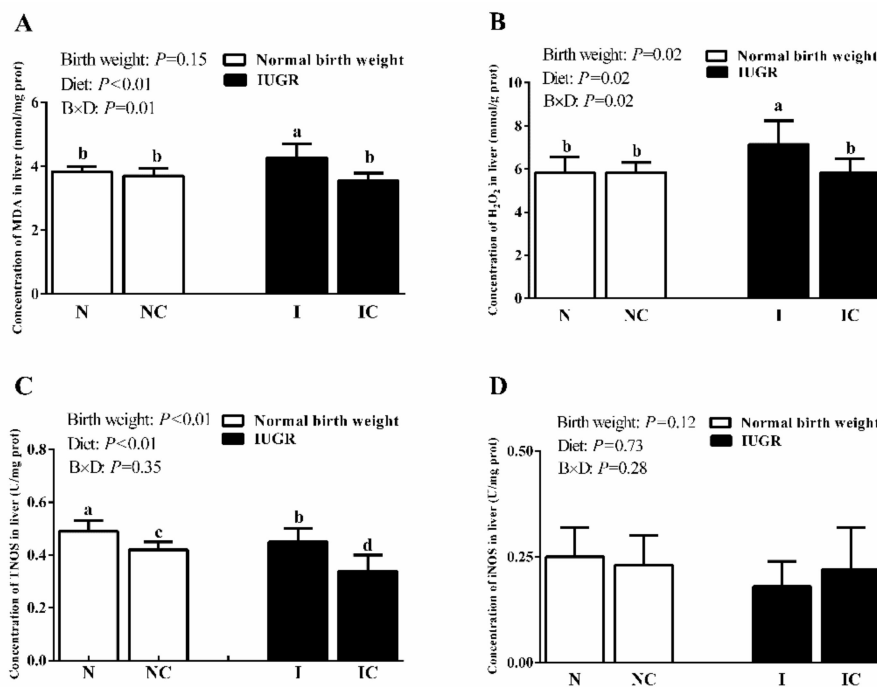 A
Birth weight: P=0.15
Diet: P<0.01
B×D: P=0.01
Normal birth weight
IUGR
Concentration of MDA in liver (nmol/mg prot)
6
4
2
0
b
b
a
b
N
NC
I
IC
B
Birth weight: P=0.02
Diet: P=0.02
B×D: P=0.02
Normal birth weight
IUGR
Concentration of H₂O₂ in liver (mmol/g prot)
10
8
6
4
2
0
b
b
a
b
N
NC
I
IC
C
Birth weight: P<0.01
Diet: P<0.01
B×D: P=0.35
Normal birth weight
IUGR
Concentration of TNOS in liver (U/mg prot)
0.8
0.6
0.4
0.2
0.0
a
c
b
d
N
NC
I
IC
D
Birth weight: P=0.12
Diet: P=0.73
B×D: P=0.28
Normal birth weight
IUGR
Concentration of iNOS in liver (U/mg prot)
0.50
0.25
0.00
N
NC
I
IC